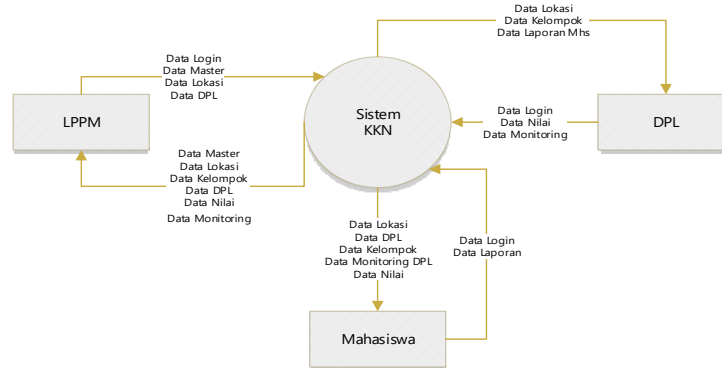 Data Lokasi
Data Kelompok
Data Laporan Mhs
Data Login
Data Master
Data Lokasi
Data DPL
LPPM
Sistem
KKN
Data Login
Data Nilai
Data Monitoring
DPL
Data Master
Data Lokasi
Data Kelompok
Data DPL
Data Nilai
Data Monitoring
Data Lokasi
Data DPL
Data Kelompok
Data Monitoring DPL
Data Nilai
Data Login
Data Laporan
Mahasiswa